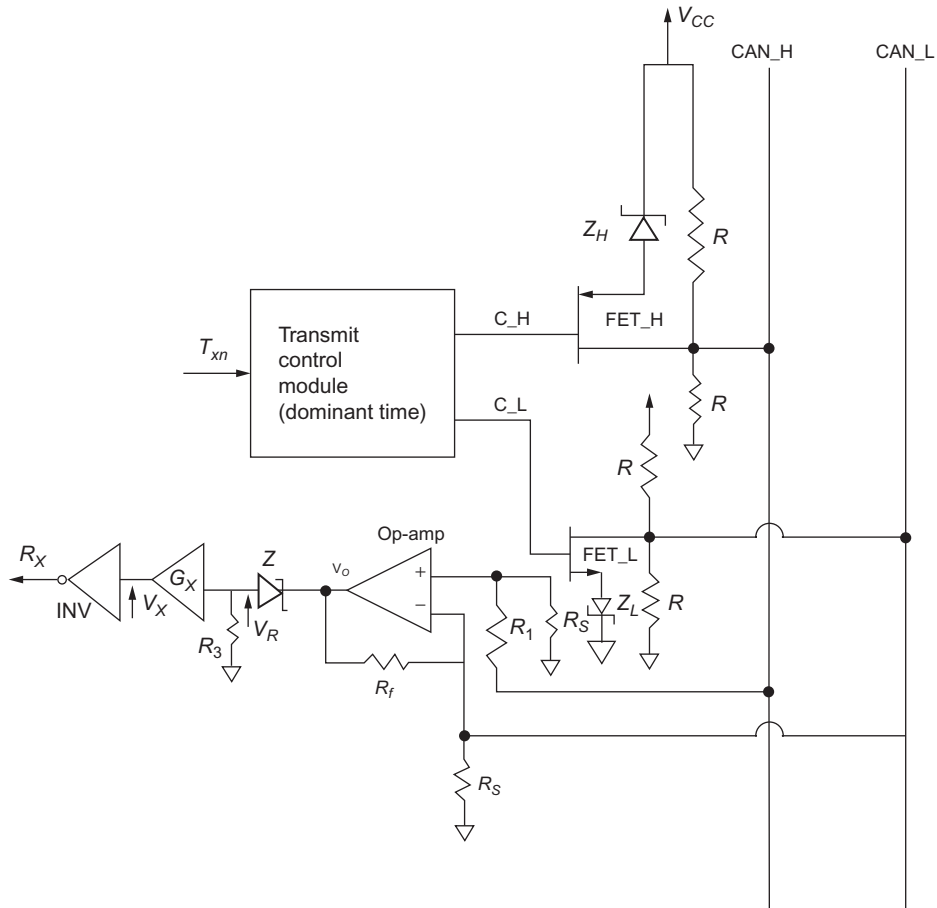 V_CC
CAN_H
CAN_L
Z_H
R
Transmit
control
module
(dominant time)
C_H
FET_H
T_xn
C_L
R
R
Op-amp
R_X
Z
v_o
+
FET_L
G_X
−
Z_L
R
INV
V_X
V_R
R_1
R_S
R_3
R_f
R_S